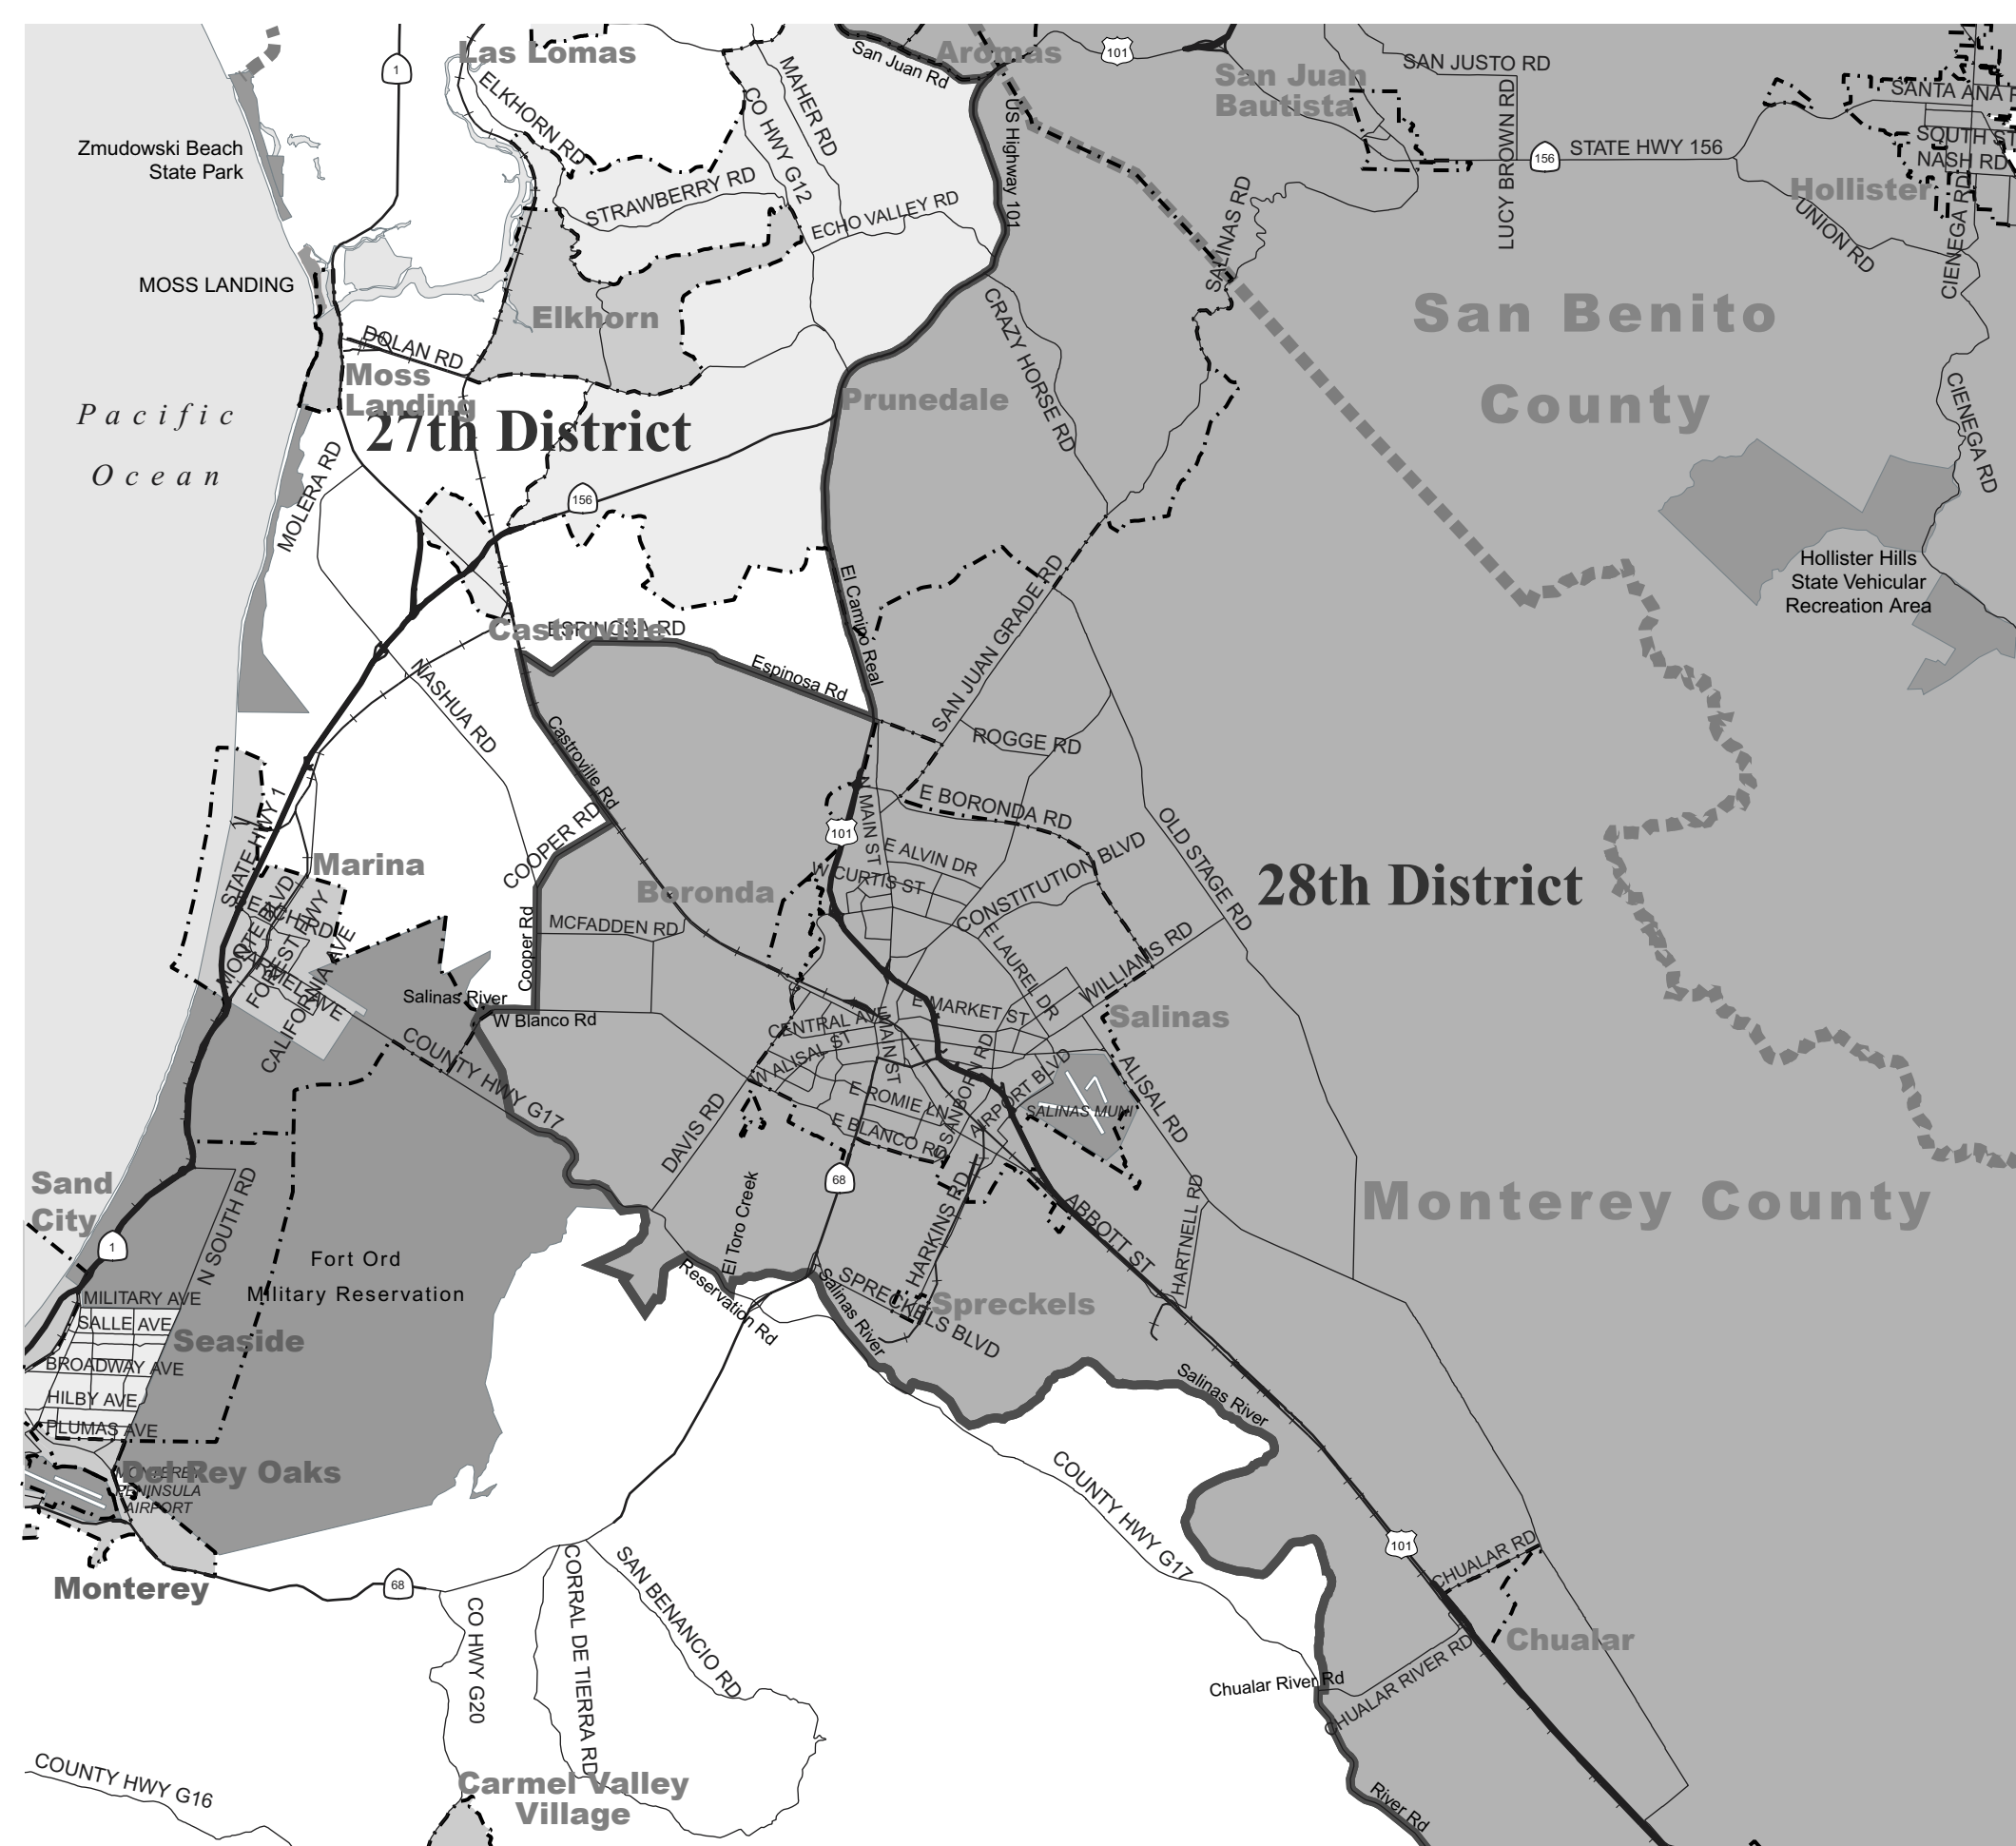 Las Lomas
Aromas
San Juan Rd
101
San Juan
Bautista
SAN JUSTO RD
1
ELKHORN RD
MAHER RD
CO HWY G12
US Highway 101
LUCY BROWN RD
156
STATE HWY 156
SANTA ANA R
SOUTH ST
NASH RD
Hollister
UNION RD
CIENEGA RD
Zmudowski Beach
State Park
STRAWBERRY RD
ECHO VALLEY RD
SALINAS RD
MOSS LANDING
Elkhorn
DOLAN RD
Moss
Landing
CRAZY HORSE RD
San Benito
County
Prunedale
CIENEGA RD
Pacific
Ocean
27th District
MOLERA RD
156
Hollister Hills
State Vehicular
Recreation Area
El Camino Real
SAN JUAN GRADE RD
Castroville
ESPINOSA RD
Espinosa Rd
NASHUA RD
Castroville Rd
ROGGE RD
E BORONDA RD
OLD STAGE RD
N MAIN ST
101
E ALVIN DR
W CURTIS ST
CONSTITUTION BLVD
COOPER RD
Boronda
28th District
STATE HWY 1
Marina
MCFADDEN RD
Cooper Rd
E LAUREL DR
WILLIAMS RD
CALIFORNIA AVE
Salinas River
W Blanco Rd
E MARKET ST
Salinas
CENTRAL AVE
W ALISAL ST
COUNTY HWY G17
E ROMIE LN
E BLANCO RD
S SANBORN RD
AIRPORT BLVD
SALINAS MUNI
ALISAL RD
DAVIS RD
Sand
City
68
El Toro Creek
HARKINS RD
ABBOTT ST
HARTNELL RD
Monterey County
1
N SOUTH RD
Fort Ord
Military Reservation
MILITARY AVE
SALLE AVE
Seaside
BROADWAY AVE
HILBY AVE
PLUMAS AVE
Reservation Rd
Salinas River
SPRECKELS BLVD
Spreckels
Salinas River
Del Rey Oaks
MONTEREY
PENINSULA
AIRPORT
Monterey
68
COUNTY HWY G17
101
CHUALAR RD
Chualar
CO HWY G20
CORRAL DE TIERRA RD
SAN BENANCIO RD
Chualar River Rd
CHUALAR RIVER RD
COUNTY HWY G16
Carmel Valley
Village
River Rd